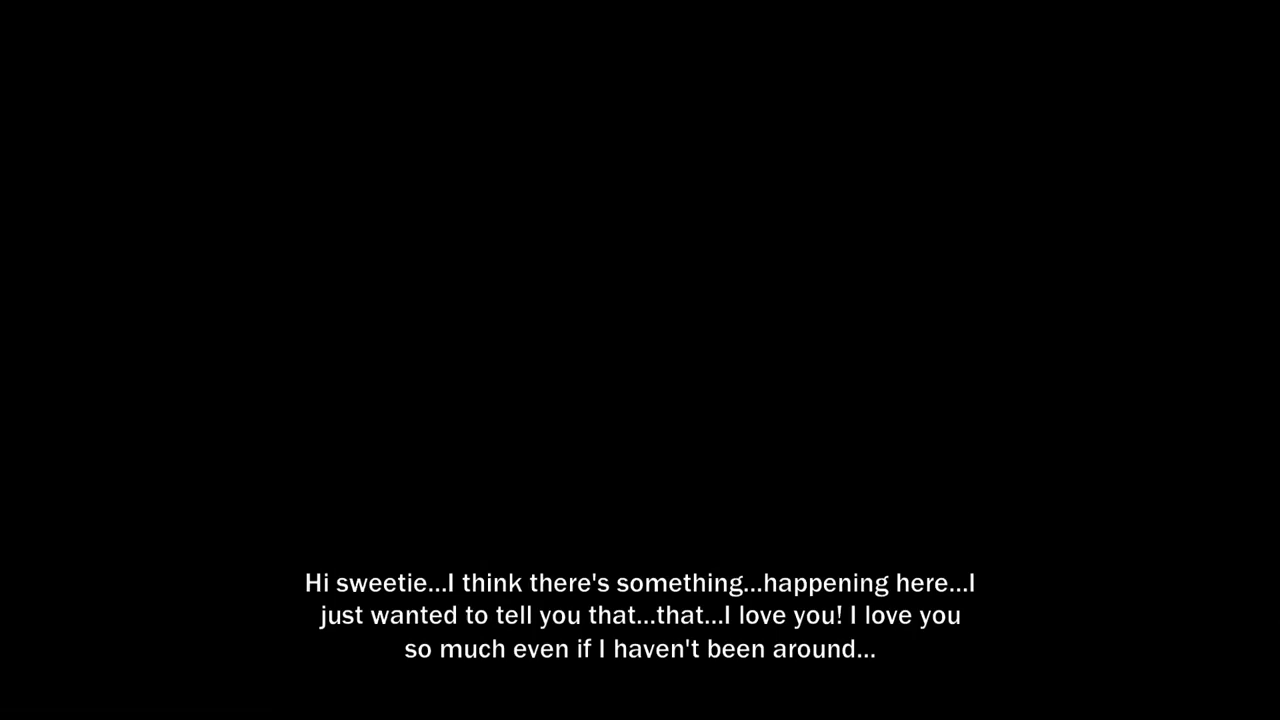 Hi sweetie...I think there's something...happening here...I
just wanted to tell you that...that...I love you! I love you
so much even if I haven't been around...